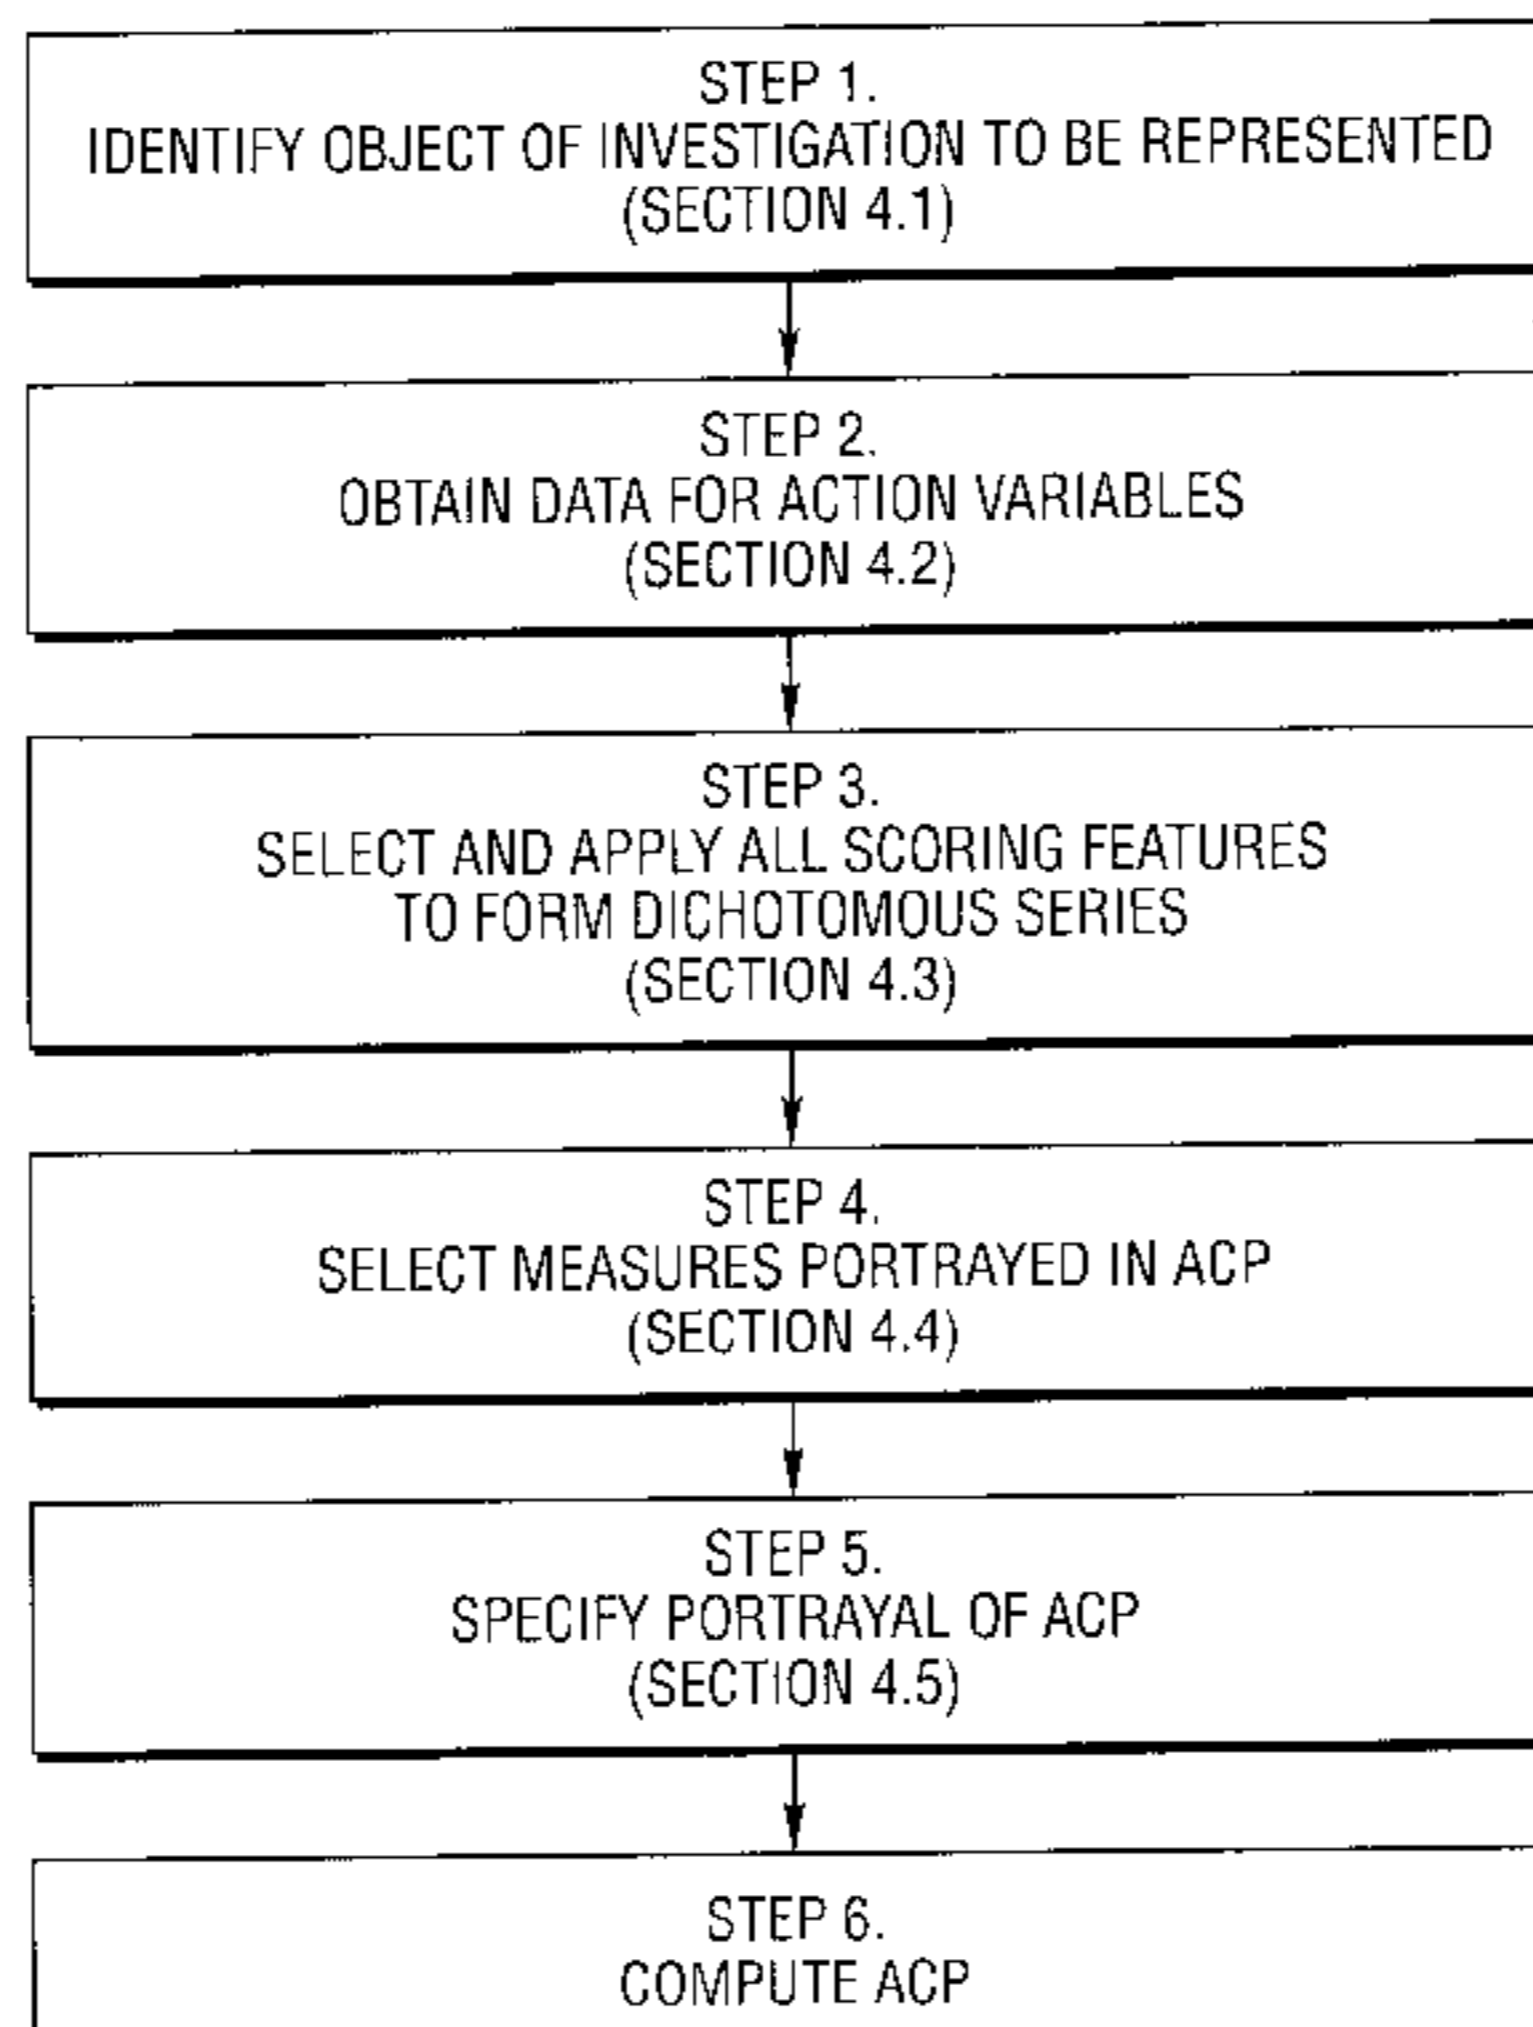 STEP 1.
IDENTIFY OBJECT OF INVESTIGATION TO BE REPRESENTED
(SECTION 4.1)
STEP 2.
OBTAIN DATA FOR ACTION VARIABLES
(SECTION 4.2)
STEP 3.
SELECT AND APPLY ALL SCORING FEATURES
TO FORM DICHOTOMOUS SERIES
(SECTION 4.3)
STEP 4.
SELECT MEASURES PORTRAYED IN ACP
(SECTION 4.4)
STEP 5.
SPECIFY PORTRAYAL OF ACP
(SECTION 4.5)
STEP 6.
COMPUTE ACP